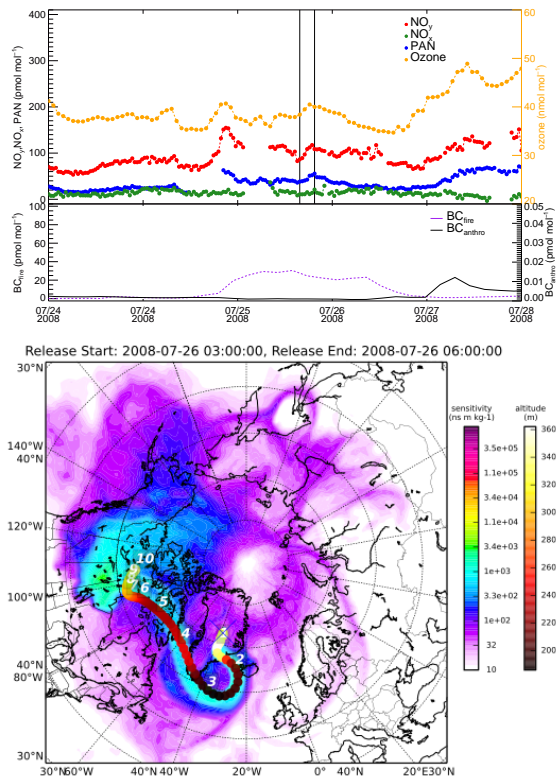 400
300
200
100
NOy,NOx, PAN (pmol mol⁻¹)
NOy
NOx
PAN
Ozone
60
50
40
30
20
ozone (nmol mol⁻¹)
100
80
60
40
20
0
BCfire (pmol mol⁻¹)
BCfire
BCanthro
0.05
0.04
0.03
0.02
0.01
0.00
BCanthro (pmol mol⁻¹)
07/24 07/24 07/25 07/26 07/26 07/27 07/28
2008 2008 2008 2008 2008 2008 2008
Release Start: 2008-07-26 03:00:00, Release End: 2008-07-26 06:00:00
30°N
30°N
140°W
40°N
120°W
100°W
40°N
80°W
30°N
10
9
8
6
5
4
3
2
30°N60°W 40°N40°W 20°W 0° 20°E30°N
sensitivity
(ns m kg-1)
3.5e+05
1.1e+05
3.4e+04
1.1e+04
3.4e+03
1e+03
3.3e+02
1e+02
32
10
altitude
(m)
360
340
320
300
280
260
240
220
200